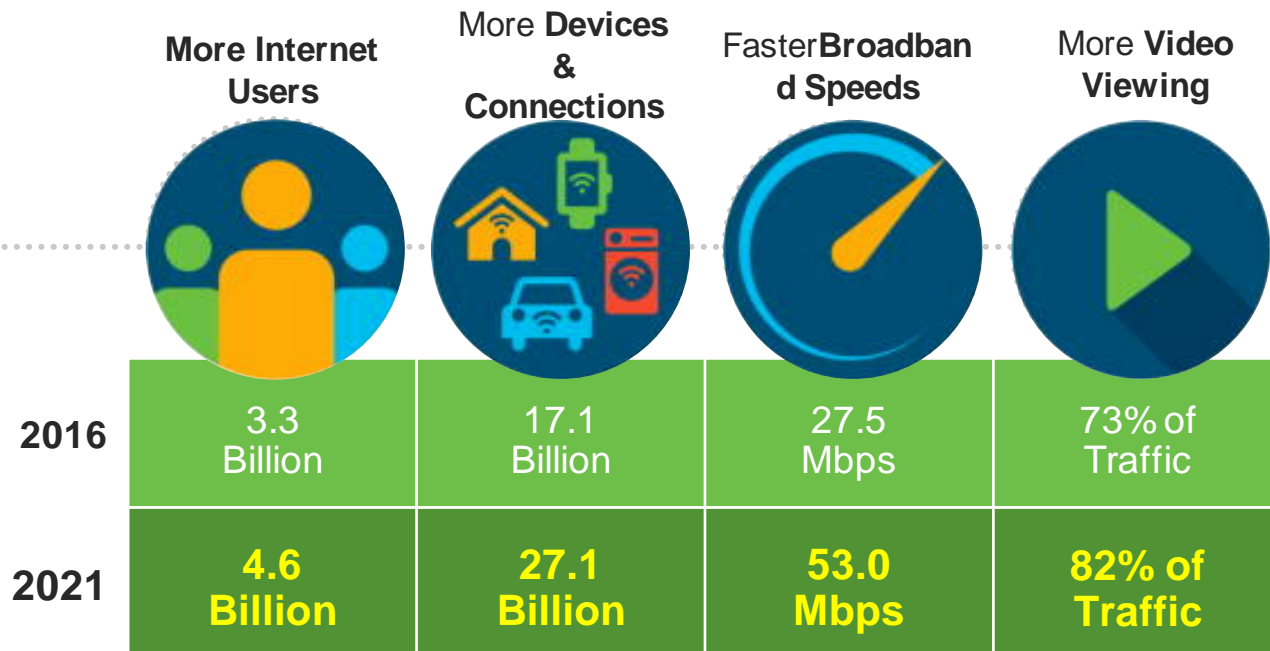 More Internet
Users
More Devices
&
Connections
FasterBroadban
d Speeds
More Video
Viewing
2016
3.3
Billion
17.1
Billion
27.5
Mbps
73% of
Traffic
2021
4.6
Billion
27.1
Billion
53.0
Mbps
82% of
Traffic